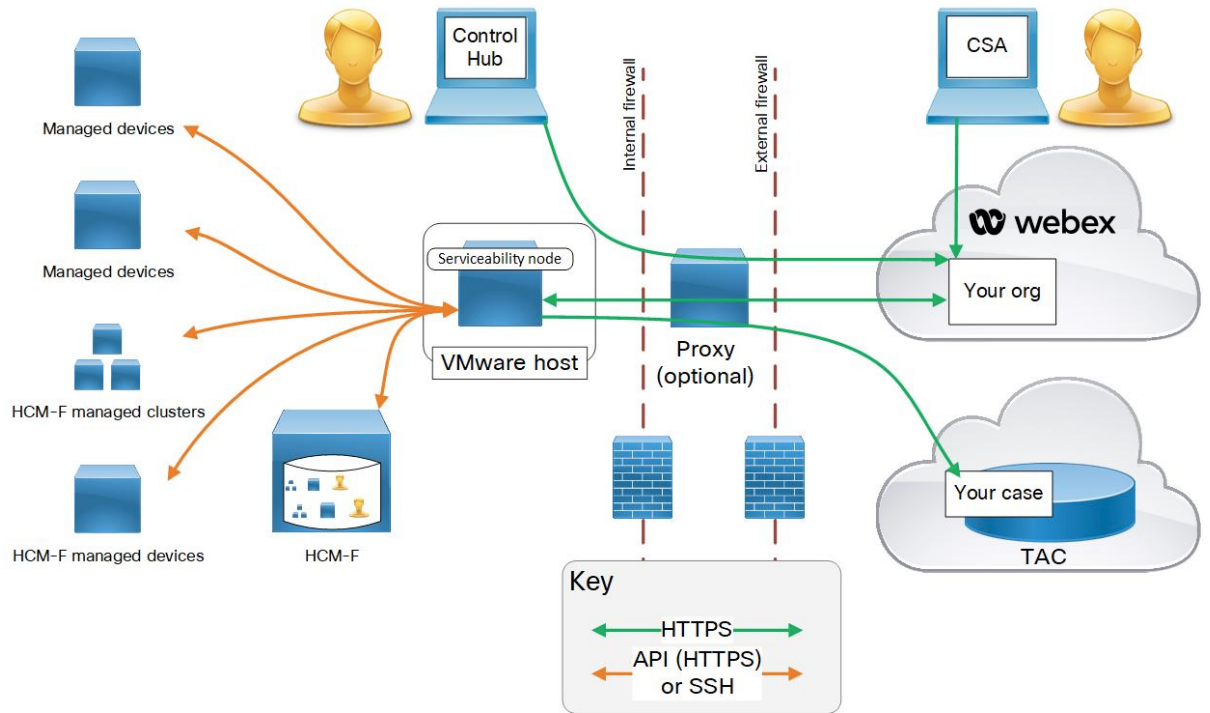 Control
Hub
CSA
Managed devices
Internal firewall
External firewall
webex
Managed devices
Serviceability node
Your org
VMware host
Proxy
(optional)
HCM-F managed clusters
Your case
HCM-F managed devices
HCM-F
TAC
Key
HTTPS
API (HTTPS)
or SSH